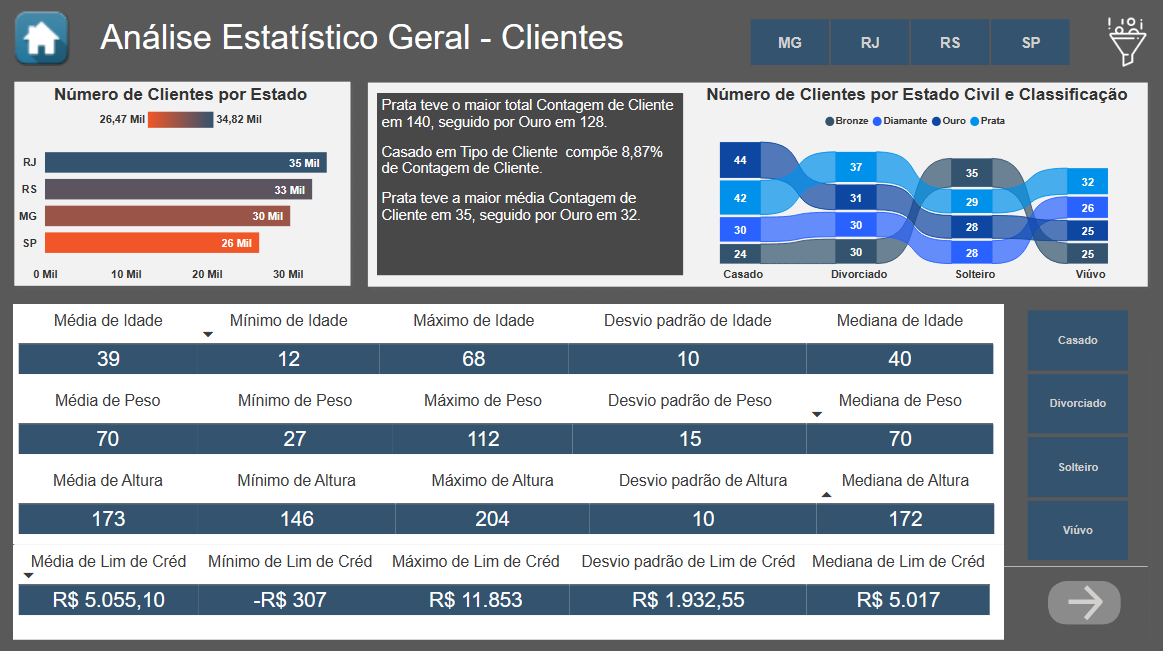 Análise Estatístico Geral - Clientes
MG RJ RS SP
Número de Clientes por Estado
26,47 Mil 34,82 Mil
RJ 35 Mil
RS 33 Mil
MG 30 Mil
SP 26 Mil
0 Mil 10 Mil 20 Mil 30 Mil
Prata teve o maior total Contagem de Cliente
em 140, seguido por Ouro em 128.
Casado em Tipo de Cliente compõe 8,87%
de Contagem de Cliente.
Prata teve a maior média Contagem de
Cliente em 35, seguido por Ouro em 32.
Número de Clientes por Estado Civil e Classificação
Bronze Diamante Ouro Prata
44 37 35 32
42 31 29 26
30 30 28 25
24 30 28 25
Casado Divorciado Solteiro Viúvo
Média de Idade Mínimo de Idade Máximo de Idade Desvio padrão de Idade Mediana de Idade
39 12 68 10 40
Média de Peso Mínimo de Peso Máximo de Peso Desvio padrão de Peso Mediana de Peso
70 27 112 15 70
Média de Altura Mínimo de Altura Máximo de Altura Desvio padrão de Altura Mediana de Altura
173 146 204 10 172
Média de Lim de Créd Mínimo de Lim de Créd Máximo de Lim de Créd Desvio padrão de Lim de Créd Mediana de Lim de Créd
R$ 5.055,10 -R$ 307 R$ 11.853 R$ 1.932,55 R$ 5.017
Casado
Divorciado
Solteiro
Viúvo